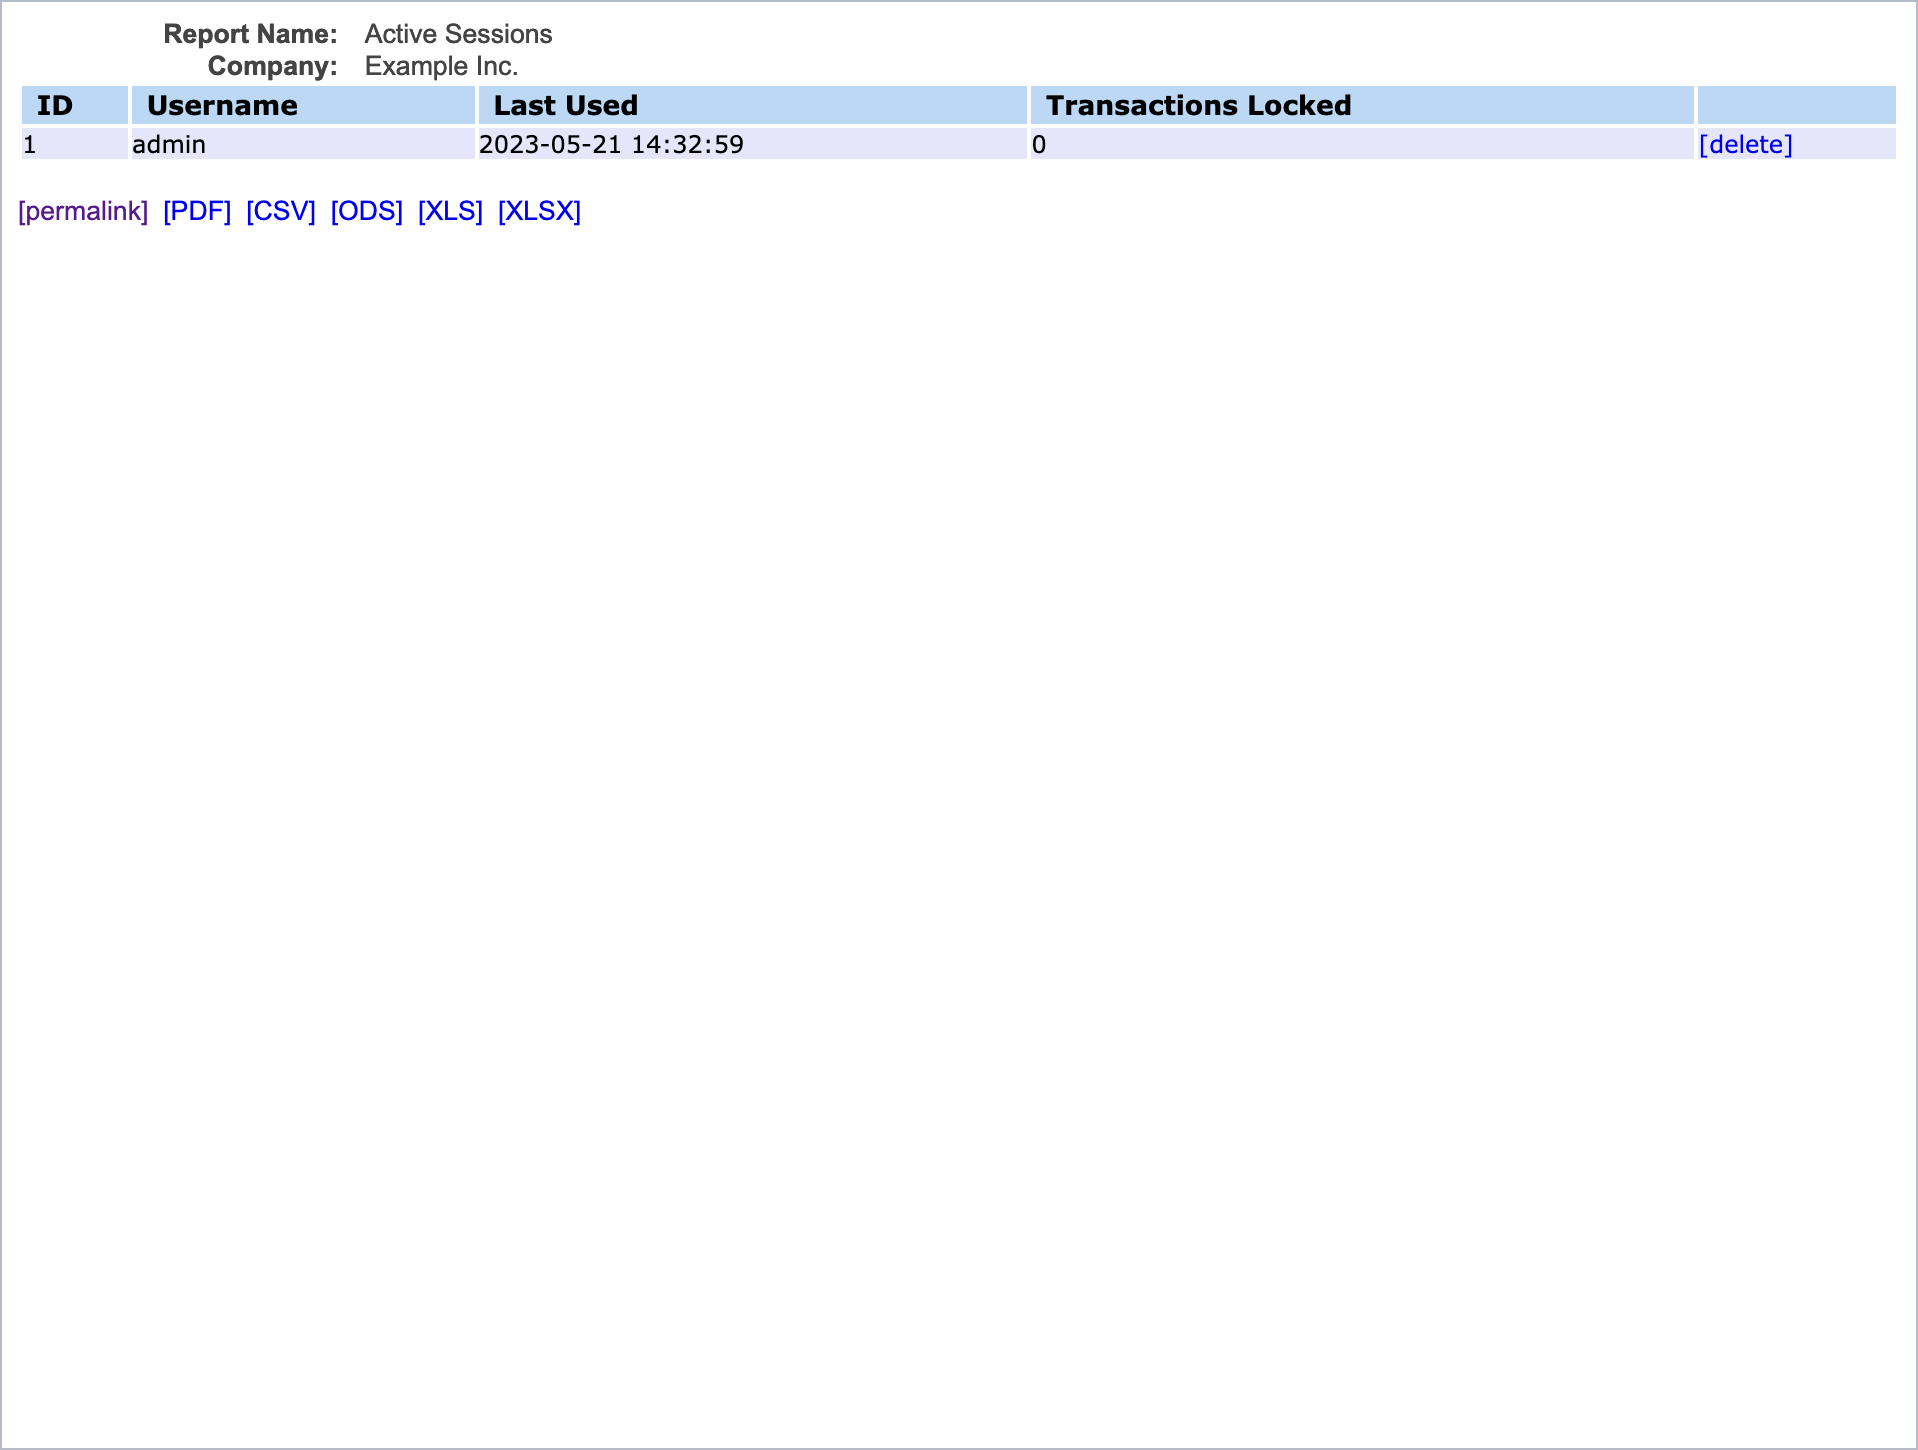 Report Name: Active Sessions
Company: Example Inc.
ID Username Last Used Transactions Locked
1 admin 2023-05-21 14:32:59 0 [delete]
[permalink] [PDF] [CSV] [ODS] [XLS] [XLSX]